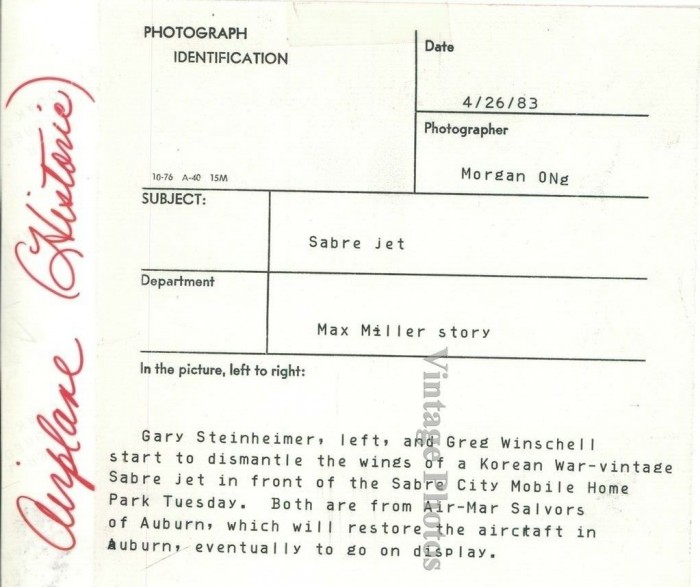 PHOTOGRAPH
IDENTIFICATION
Date
4/26/83
Photographer
Morgan ONg
10-76 A-40 15M
SUBJECT:
Sabre jet
Department
Max Miller story
In the picture, left to right:
Gary Steinheimer, left, and Greg Winschell
start to dismantle the wings of a Korean War-vintage
Sabre jet in front of the Sabre City Mobile Home
Park Tuesday. Both are from Air-Mar Salvors
of Auburn, which will restore the aircraft in
Auburn, eventually to go on display.
Airplane (Historic)
Vintage Photos